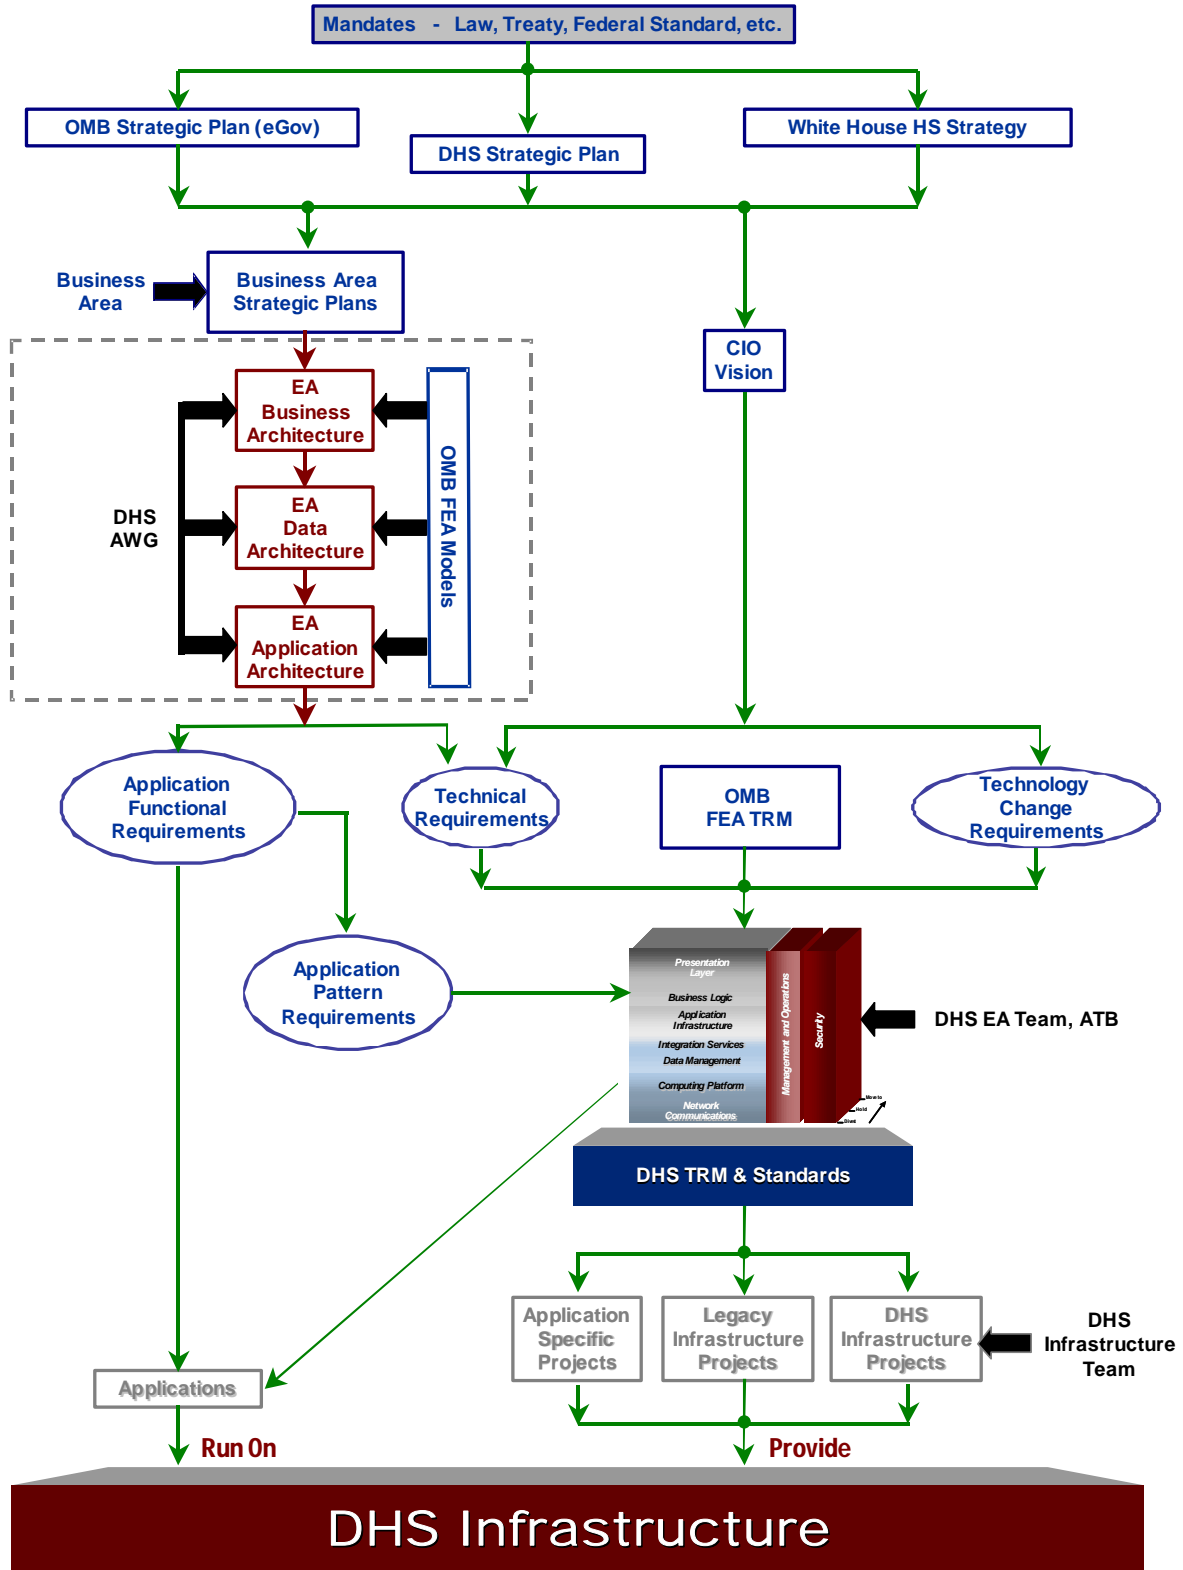 Mandates - Law, Treaty, Federal Standard, etc.
OMB Strategic Plan (eGov)
DHS Strategic Plan
White House HS Strategy
Business
Area
Business Area
Strategic Plans
CIO
Vision
EA
Business
Architecture
DHS
AWG
EA
Data
Architecture
OMB FEA Models
EA
Application
Architecture
Application
Functional
Requirements
Technical
Requirements
OMB
FEA TRM
Technology
Change
Requirements
Application
Pattern
Requirements
Presentation
Layer
Business Logic
Application
Infrastructure
Integration Services
Data Management
Computing Platform
Network
Communications
Management and Operations
Security
Move to
Hold
Divest
DHS EA Team, ATB
DHS TRM & Standards
Application
Specific
Projects
Legacy
Infrastructure
Projects
DHS
Infrastructure
Projects
DHS
Infrastructure
Team
Applications
Run On
Provide
DHS Infrastructure